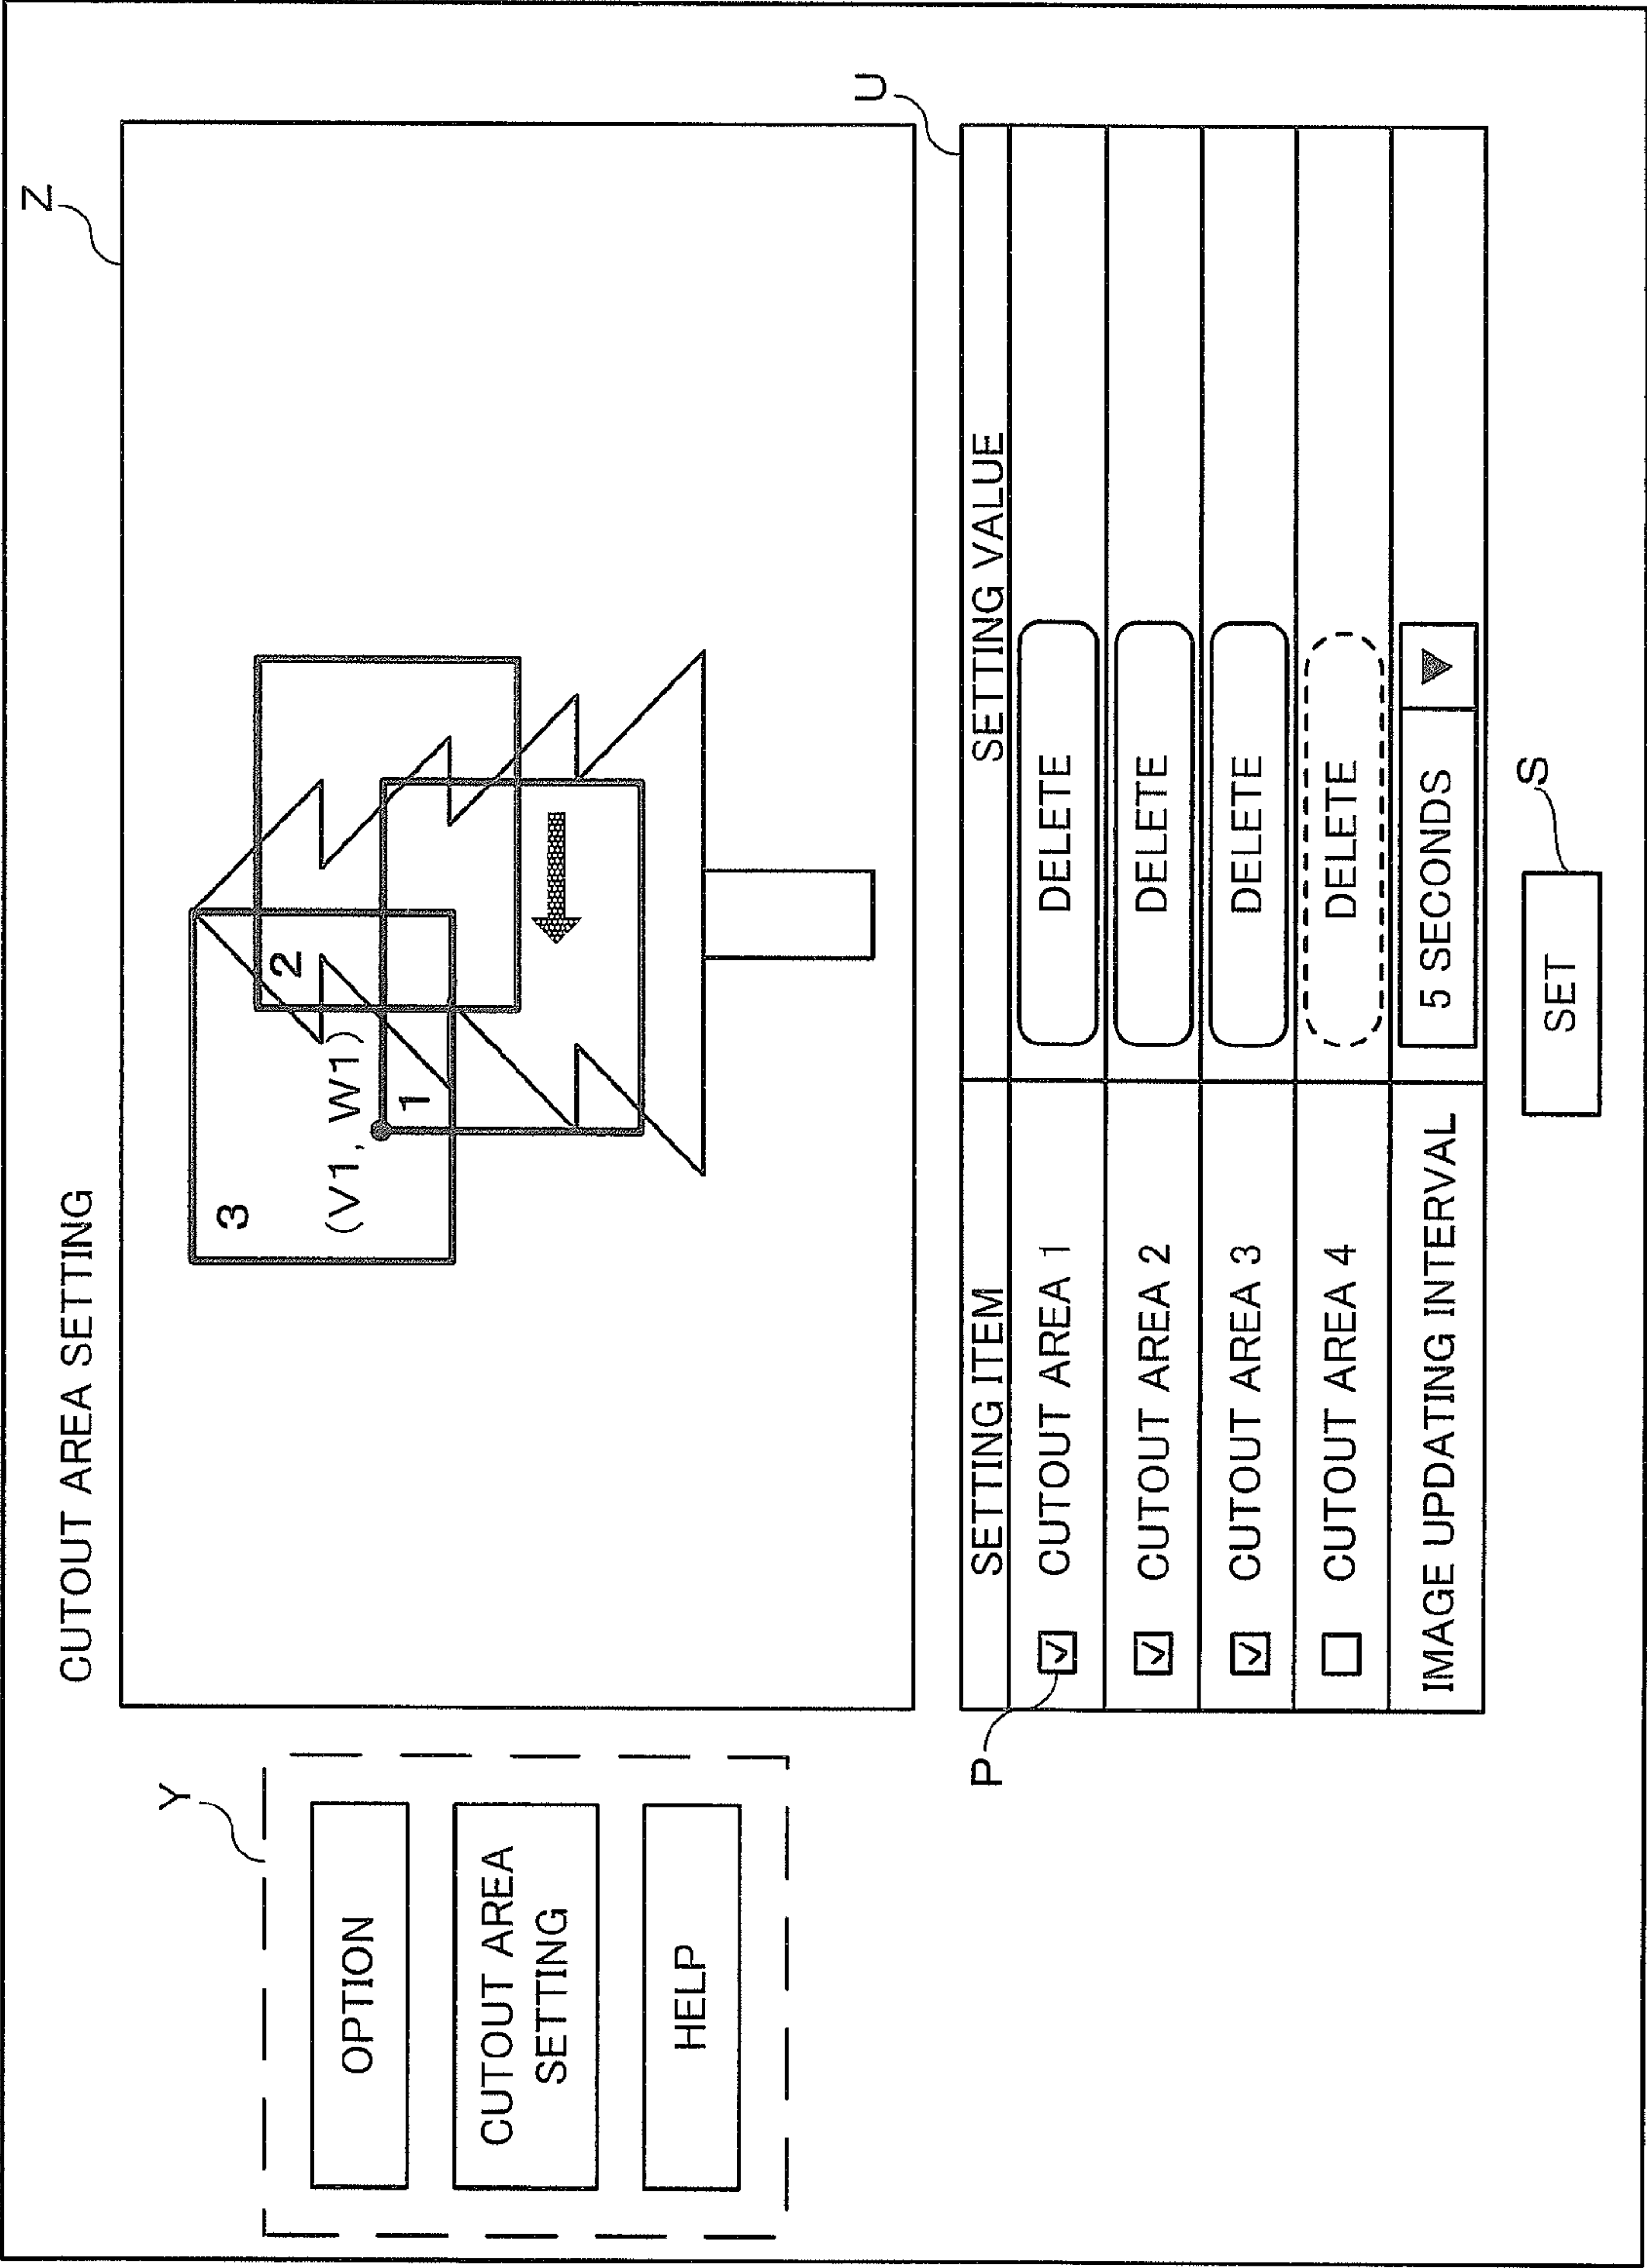 CUTOUT AREA SETTING
Z
Y
OPTION
CUTOUT AREA
SETTING
HELP
3
2
(V1, W1)
1
U
P
SETTING ITEM SETTING VALUE
CUTOUT AREA 1 DELETE
CUTOUT AREA 2 DELETE
CUTOUT AREA 3 DELETE
CUTOUT AREA 4 DELETE
IMAGE UPDATING INTERVAL 5 SECONDS
SET
S